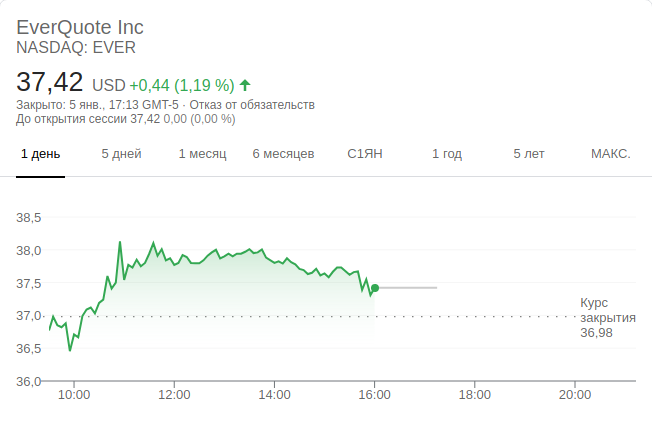 EverQuote Inc
NASDAQ: EVER
37,42 USD +0,44 (1,19 %)
Закрыто: 5 янв., 17:13 GMT-5 · Отказ от обязательств
До открытия сессии 37,42 0,00 (0,00 %)
1 день 5 дней 1 месяц 6 месяцев С1ЯН 1 год 5 лет МАКС.
38,5
38,0
37,5
37,0
36,5
36,0
Курс
закрытия
36,98
10:00 12:00 14:00 16:00 18:00 20:00